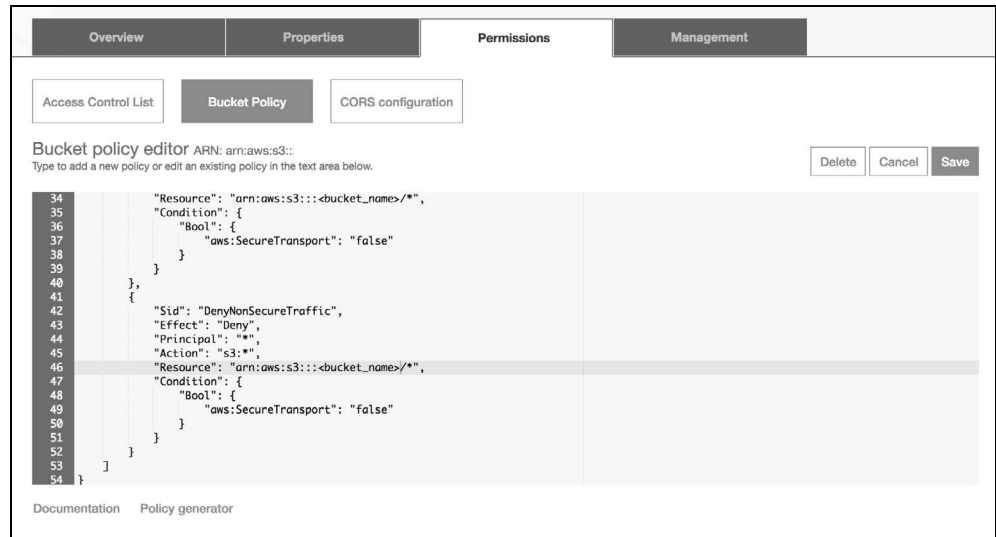 Overview Properties Permissions Management
Access Control List Bucket Policy CORS configuration
Bucket policy editor ARN: arn:aws:s3::
Type to add a new policy or edit an existing policy in the text area below.
Delete Cancel Save
34 "Resource": "arn:aws:s3:::<bucket_name>/*",
35 "Condition": {
36 "Bool": {
37 "aws:SecureTransport": "false"
38 }
39 }
40 },
41 {
42 "Sid": "DenyNonSecureTraffic",
43 "Effect": "Deny",
44 "Principal": "*",
45 "Action": "s3:*",
46 "Resource": "arn:aws:s3:::<bucket_name>/*",
47 "Condition": {
48 "Bool": {
49 "aws:SecureTransport": "false"
50 }
51 }
52 }
53 ]
54 }
Documentation Policy generator